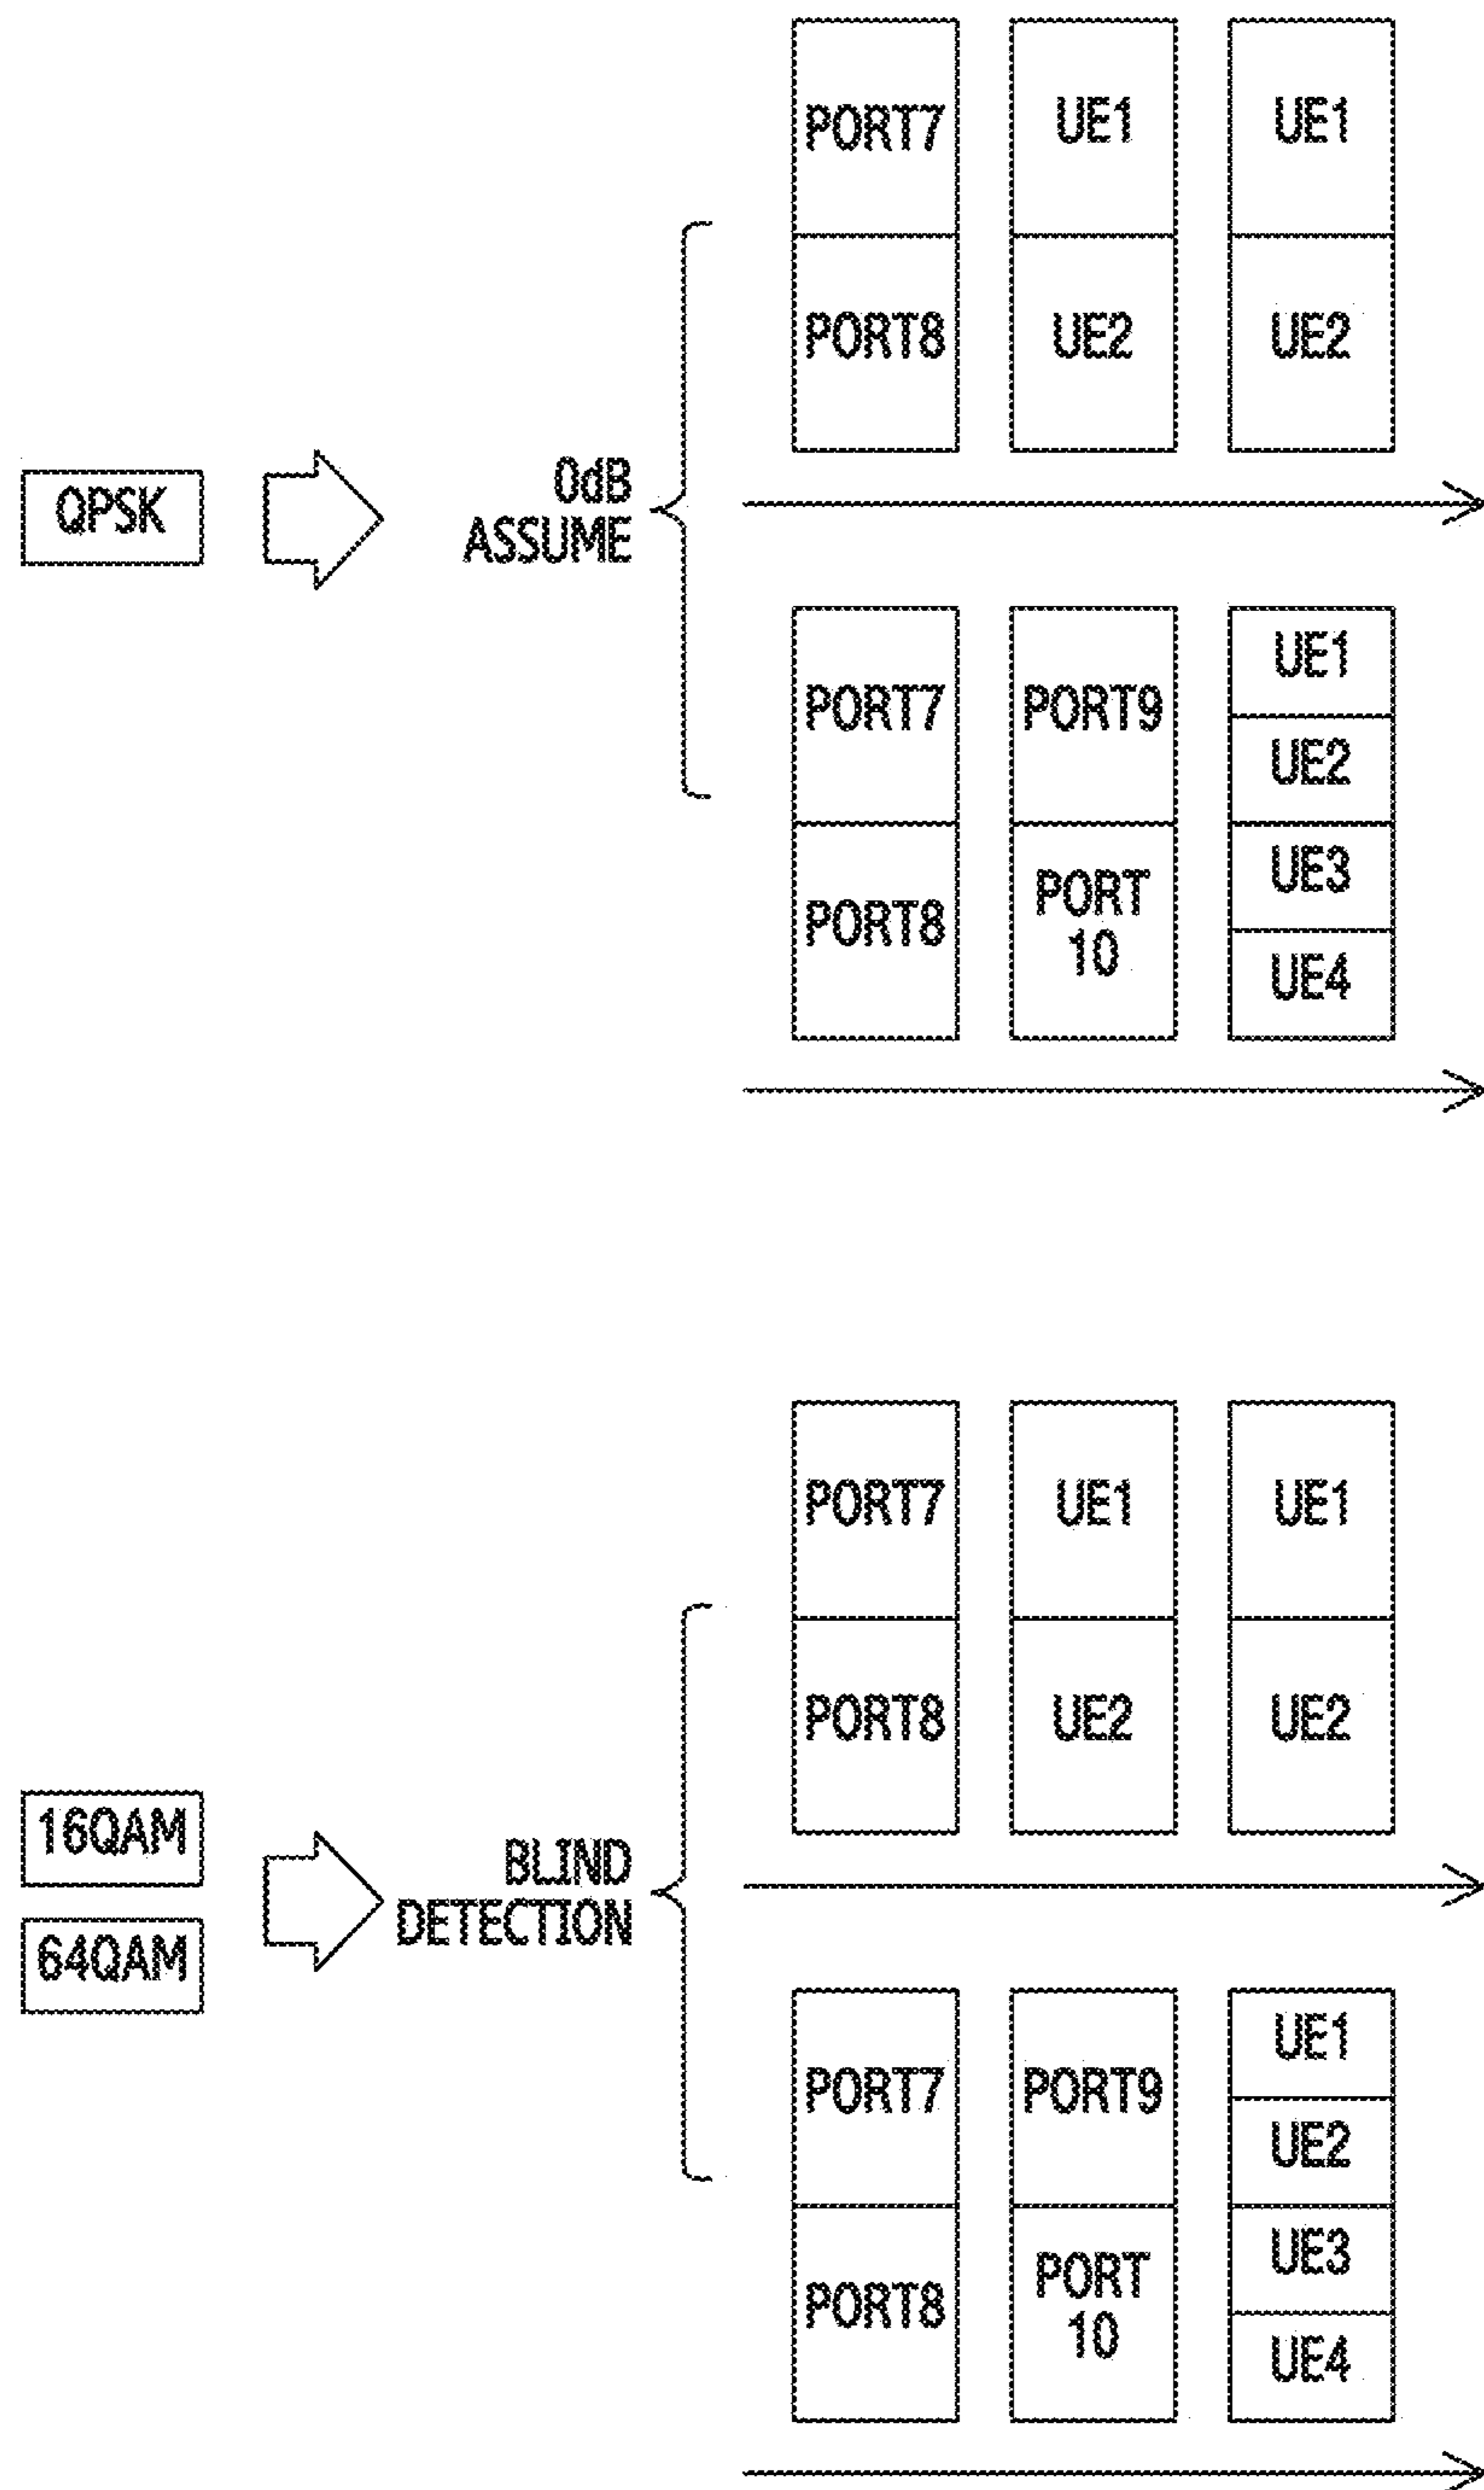 PORT7 UE1 UE1
PORT8 UE2 UE2
QPSK
0dB
ASSUME
PORT7 PORT9 UE1
UE2
PORT8 PORT
10
UE3
UE4
PORT7 UE1 UE1
PORT8 UE2 UE2
16QAM
64QAM
BLIND
DETECTION
PORT7 PORT9 UE1
UE2
PORT8 PORT
10
UE3
UE4